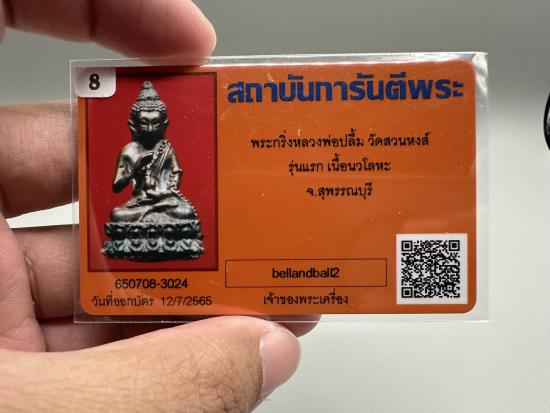 8
สถาบันการันตีพระ
พระกริ่งหลวงพ่อปลื้ม วัดสวนหงส์
รุ่นแรก เนื้อนวโลหะ
จ.สุพรรณบุรี
bellandball2
650708-3024
วันที่ออกบัตร 12/7/2565
เจ้าของพระเครื่อง